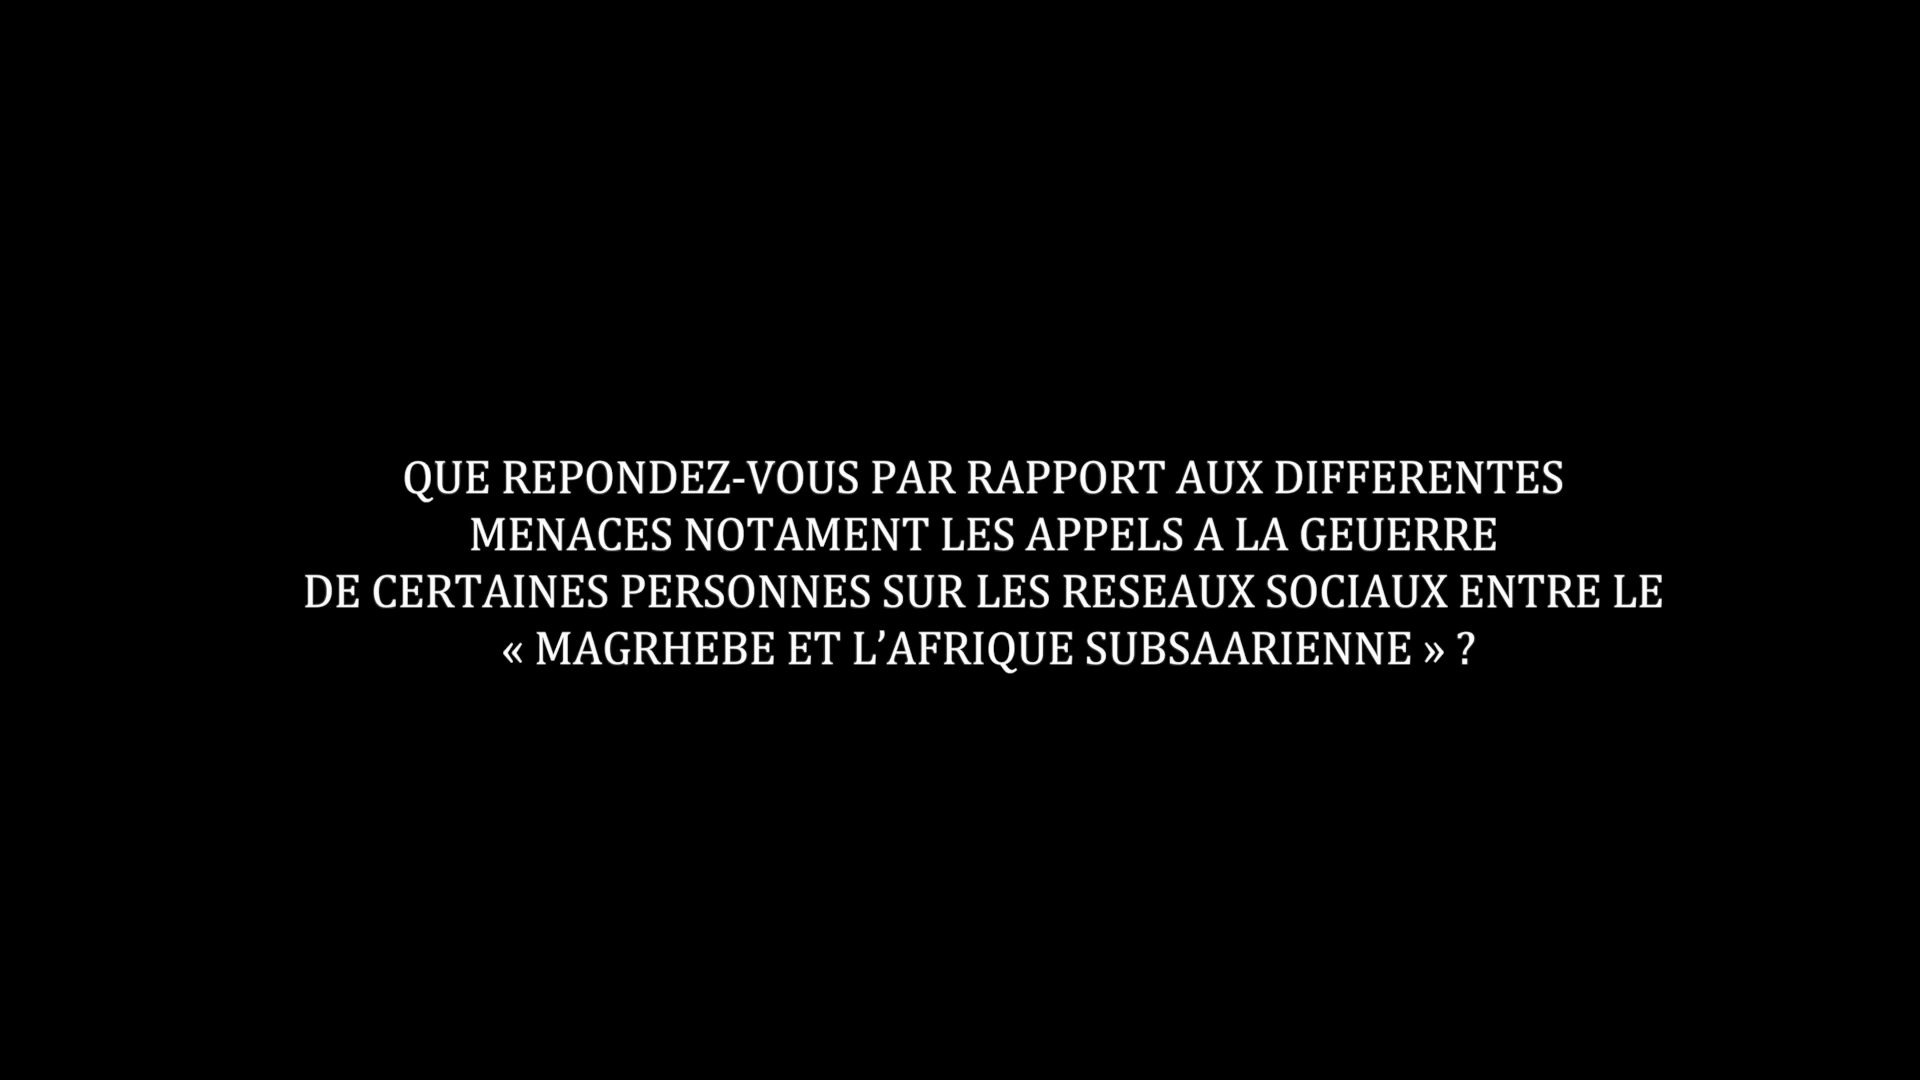 QUE REPONDEZ-VOUS PAR RAPPORT AUX DIFFERENTES
MENACES NOTAMENT LES APPELS A LA GEUERRE
DE CERTAINES PERSONNES SUR LES RESEAUX SOCIAUX ENTRE LE
« MAGRHEBE ET L’AFRIQUE SUBSAARIENNE » ?